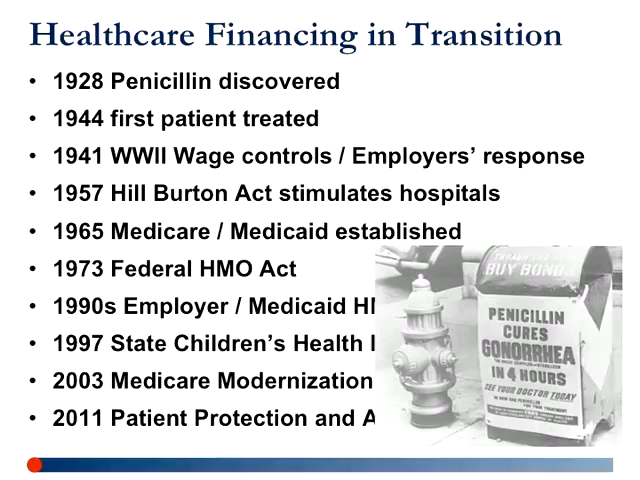 Healthcare Financing in Transition
• 1928 Penicillin discovered
• 1944 first patient treated
• 1941 WWII Wage controls / Employers’ response
• 1957 Hill Burton Act stimulates hospitals
• 1965 Medicare / Medicaid established
• 1973 Federal HMO Act
• 1990s Employer / Medicaid HM
• 1997 State Children’s Health I
• 2003 Medicare Modernization
• 2011 Patient Protection and A
BUY BONDS
PENICILLIN
CURES
GONORRHEA
IN 4 HOURS
SEE YOUR DOCTOR TODAY